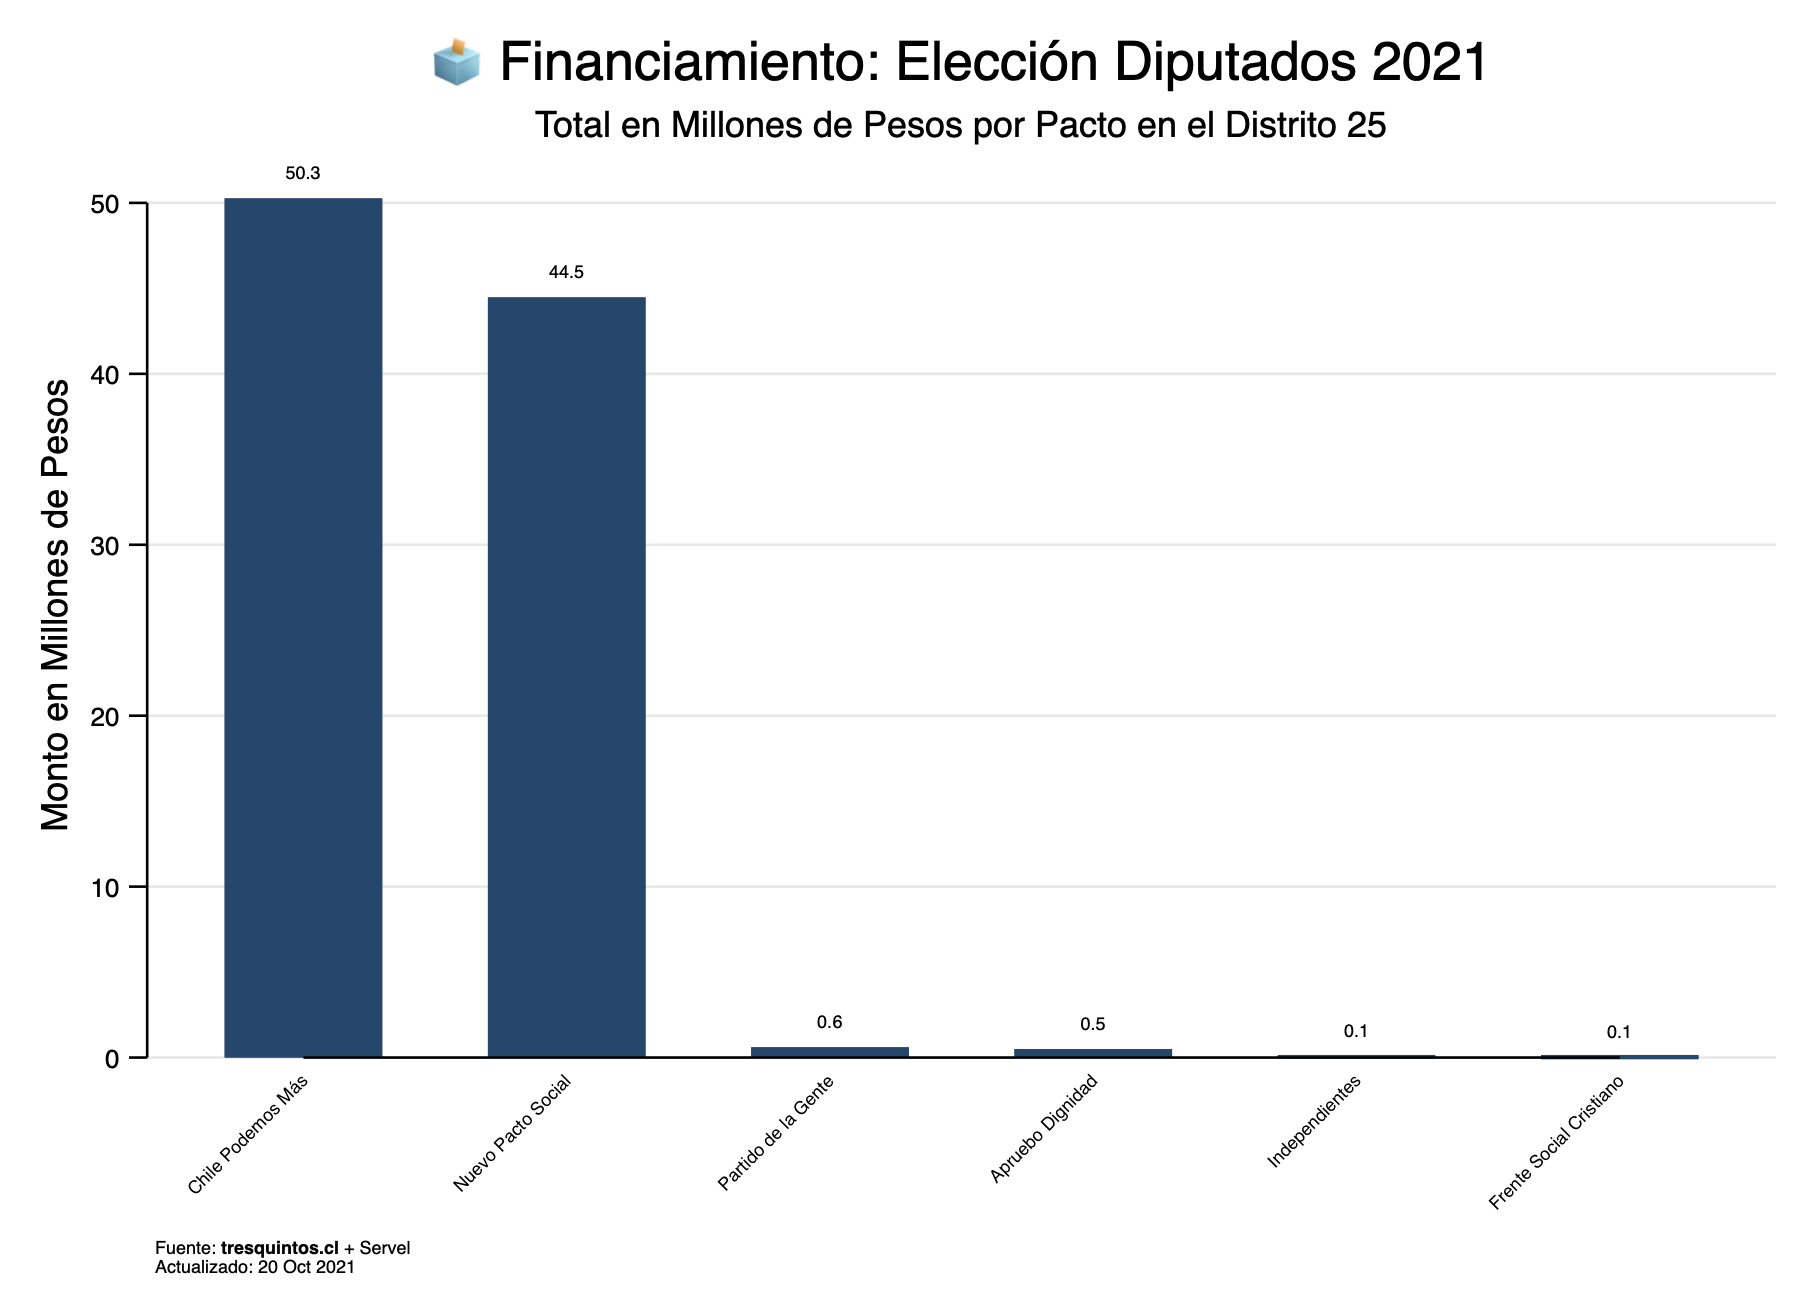 Financiamiento: Elección Diputados 2021
Total en Millones de Pesos por Pacto en el Distrito 25
Monto en Millones de Pesos
50
40
30
20
10
0
50.3
44.5
0.6
0.5
0.1
0.1
Chile Podemos Más
Nuevo Pacto Social
Partido de la Gente
Apruebo Dignidad
Independientes
Frente Social Cristiano
Fuente: tresquintos.cl + Servel
Actualizado: 20 Oct 2021